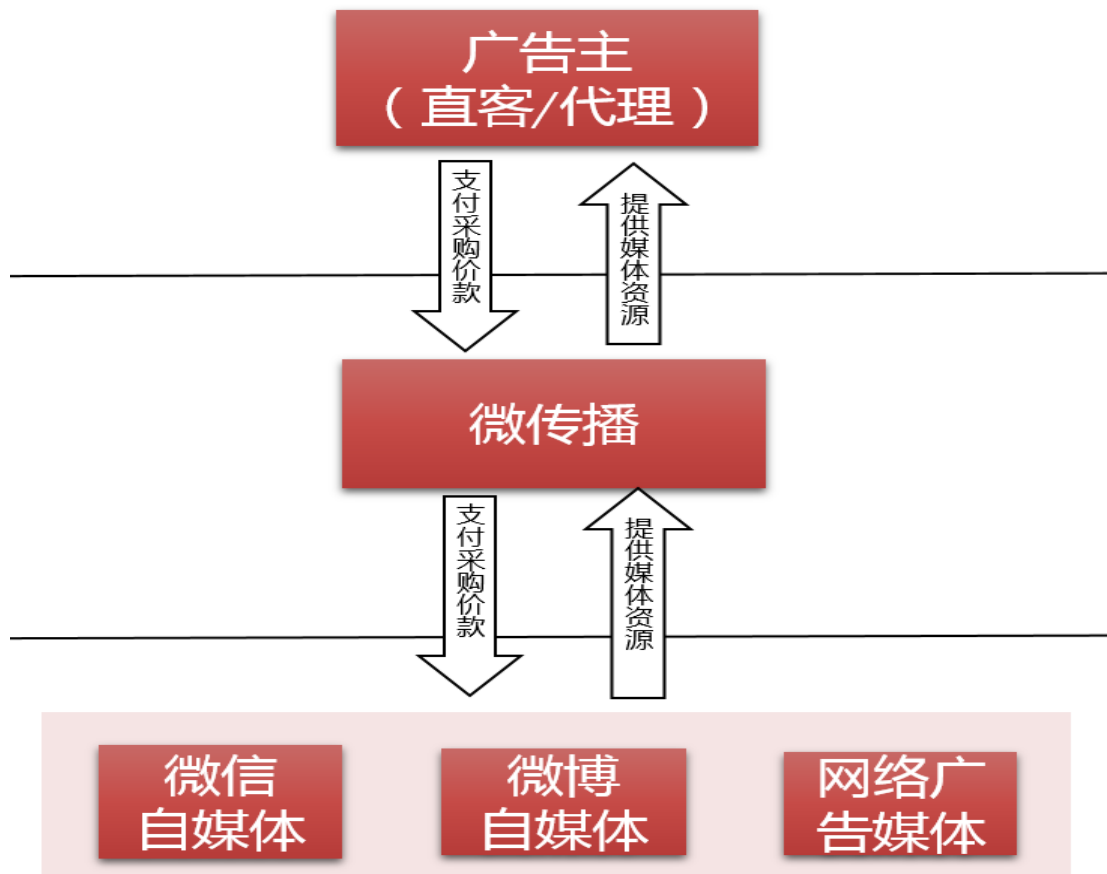 广告主
（直客/代理）
支付采购价款
提供媒体资源
微传播
支付采购价款
提供媒体资源
微信
自媒体
微博
自媒体
网络广
告媒体